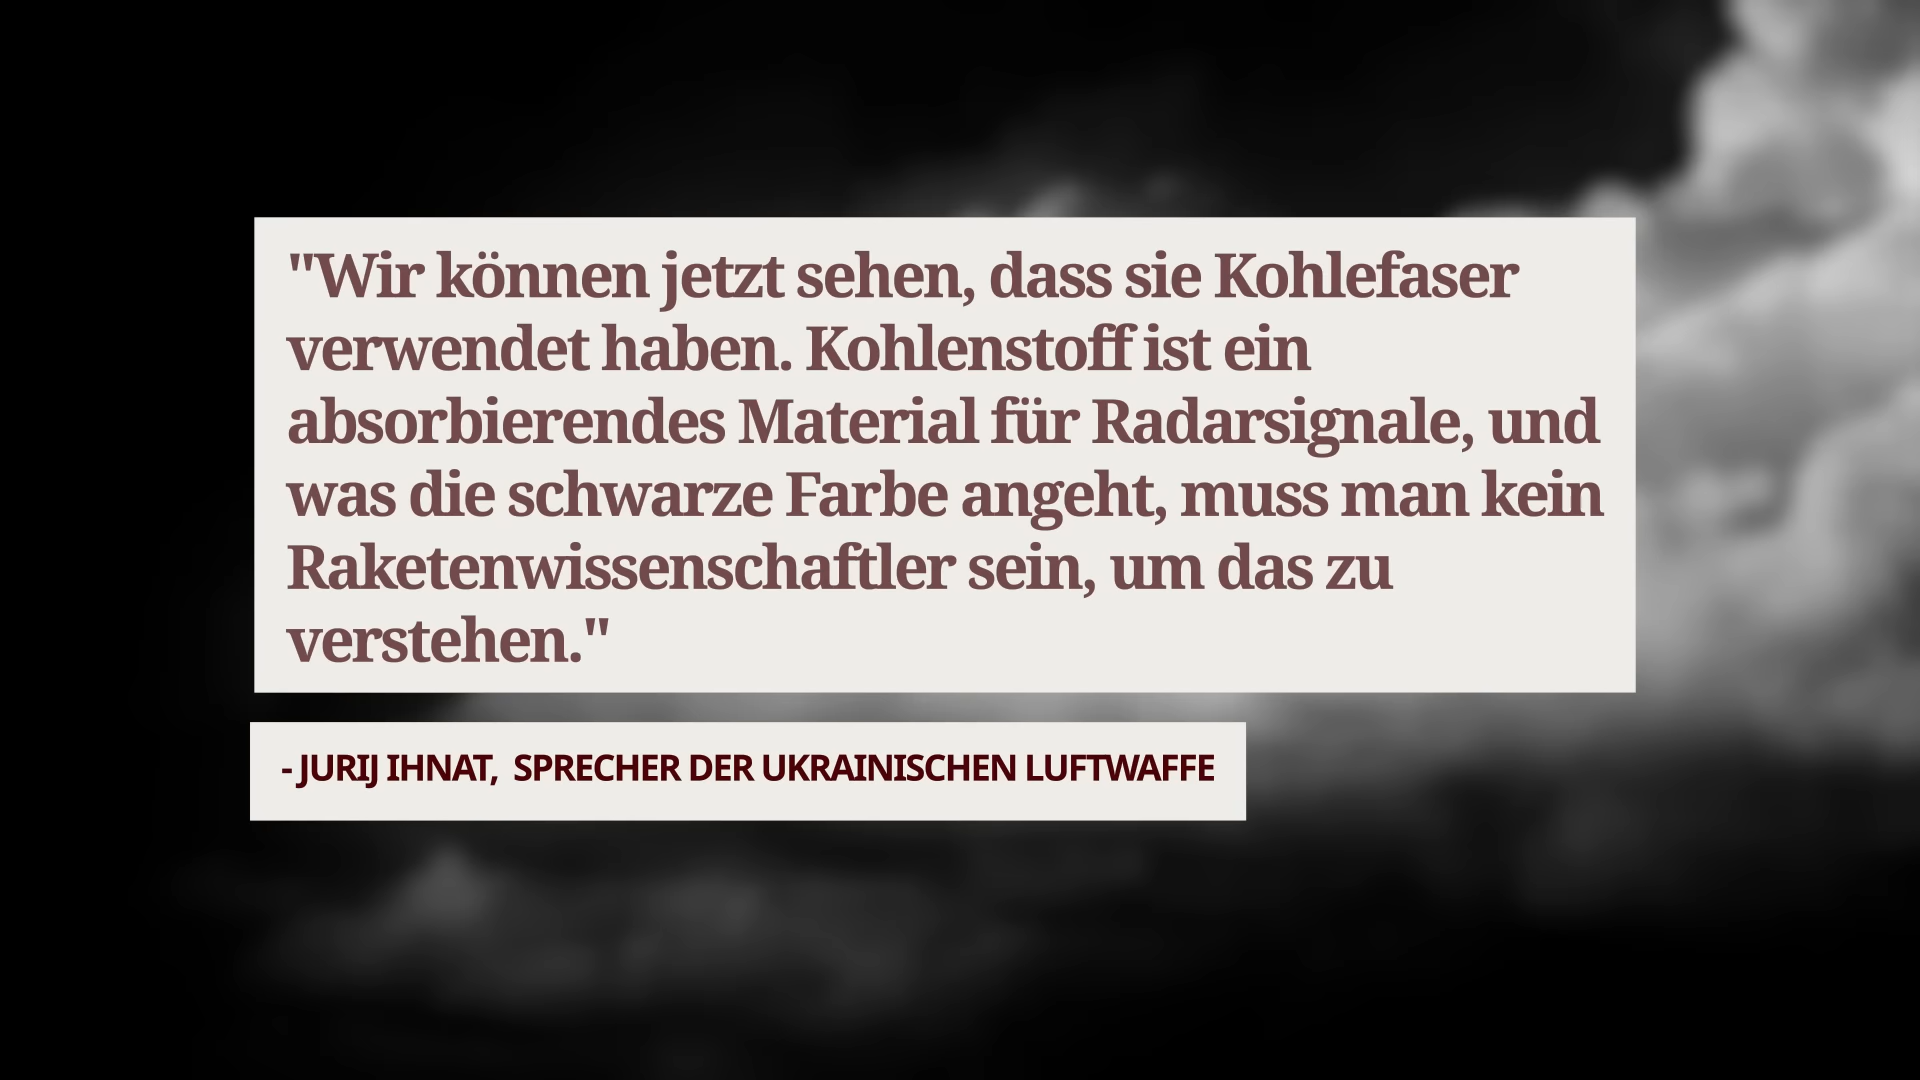 "Wir können jetzt sehen, dass sie Kohlefaser
verwendet haben. Kohlenstoff ist ein
absorbierendes Material für Radarsignale, und
was die schwarze Farbe angeht, muss man kein
Raketenwissenschaftler sein, um das zu
verstehen."
- JURIJ IHNAT, SPRECHER DER UKRAINISCHEN LUFTWAFFE